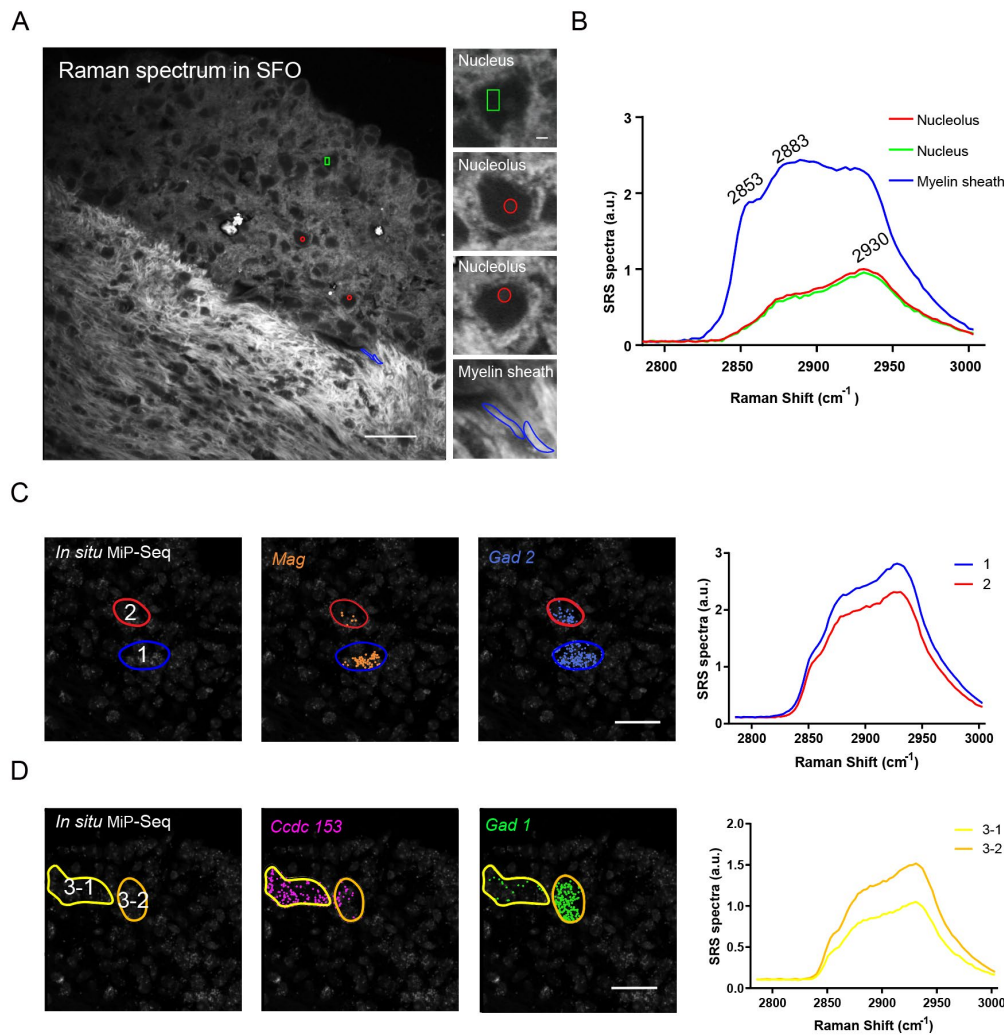 A
Raman spectrum in SFO
Nucleus
Nucleolus
Nucleolus
Myelin sheath
B
SRS spectra (a.u.)
3
2
1
0
2853
2883
2930
Nucleolus
Nucleus
Myelin sheath
2800 2850 2900 2950 3000
Raman Shift (cm-1)
C
In situ MiP-Seq
2
1
Mag
Gad 2
SRS spectra (a.u.)
3
2
1
0
1
2
2800 2850 2900 2950 3000
Raman Shift (cm-1)
D
In situ MiP-Seq
3-1
3-2
Ccdc 153
Gad 1
SRS spectra (a.u.)
2.0
1.5
1.0
0.5
0.0
3-1
3-2
2800 2850 2900 2950 3000
Raman Shift (cm-1)